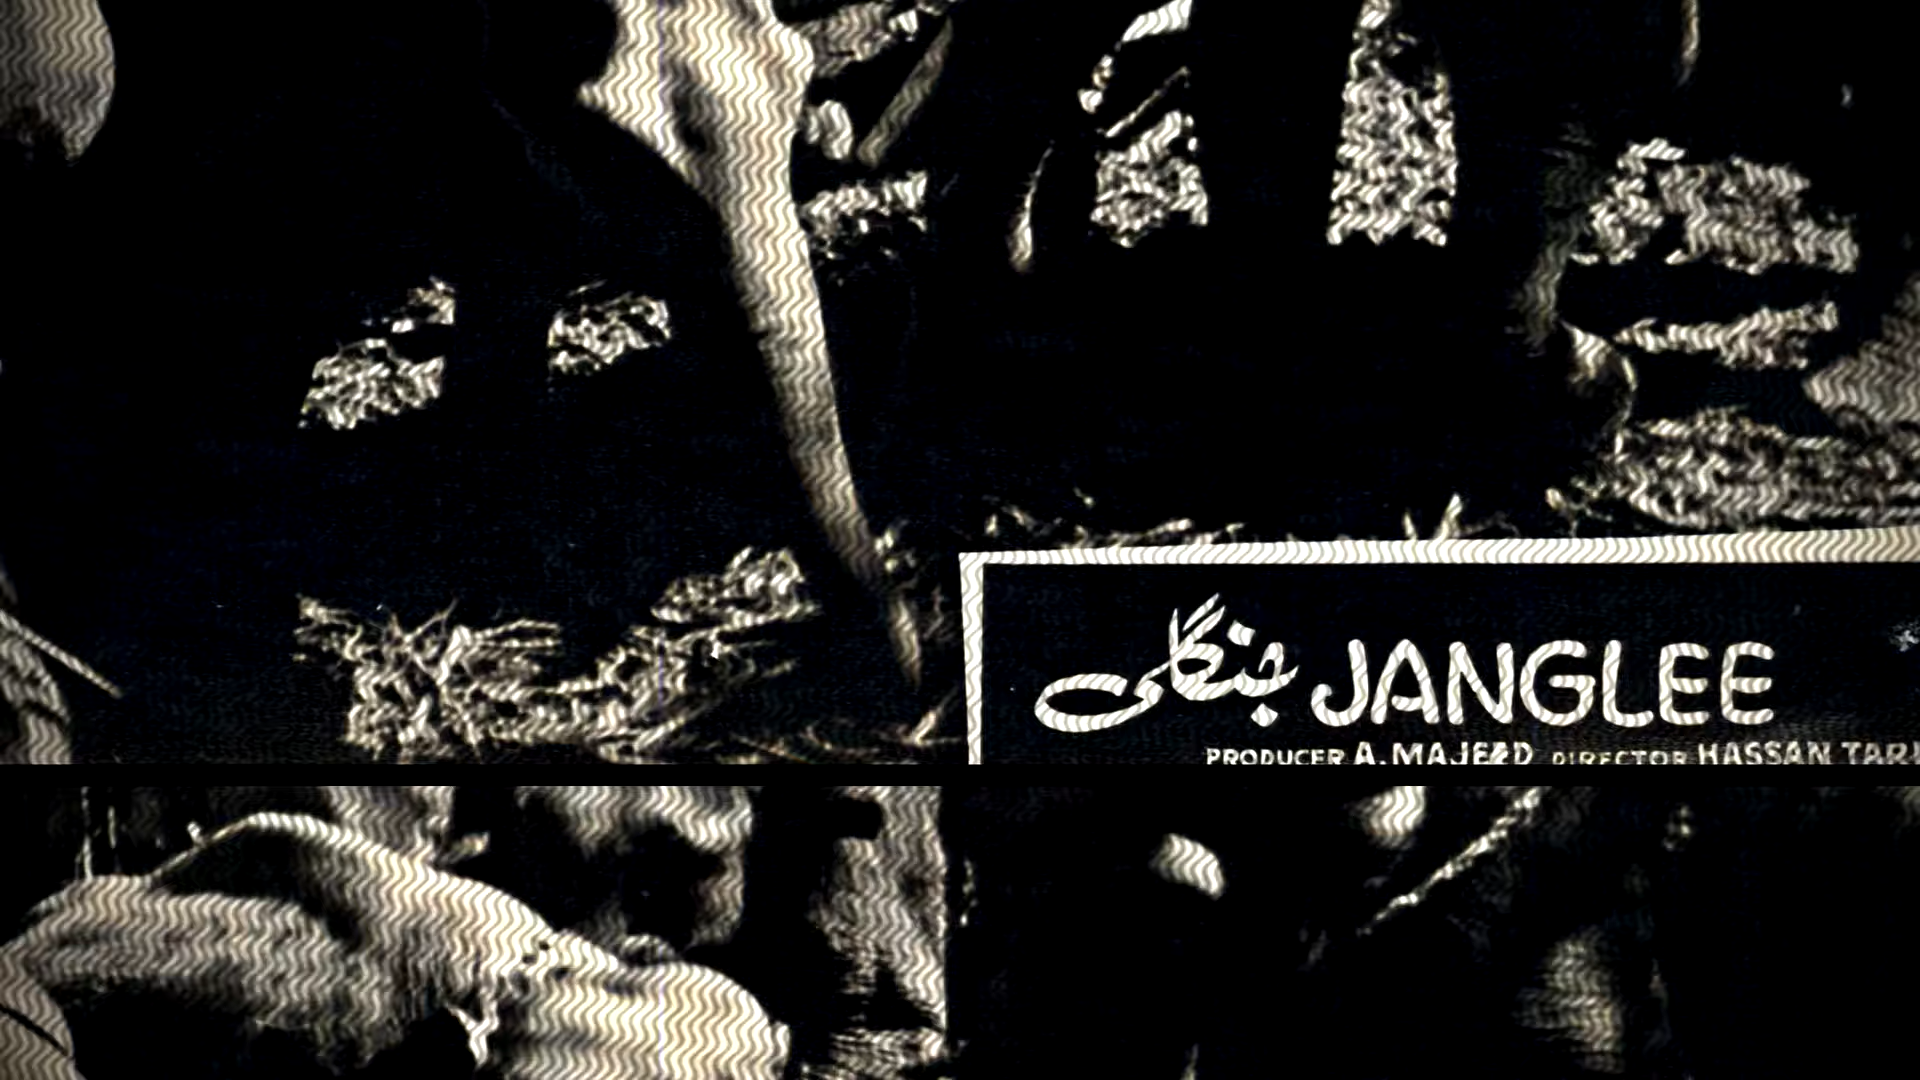 جنگلی JANGLEE
PRODUCER A. MAJEED DIRECTOR HASSAN